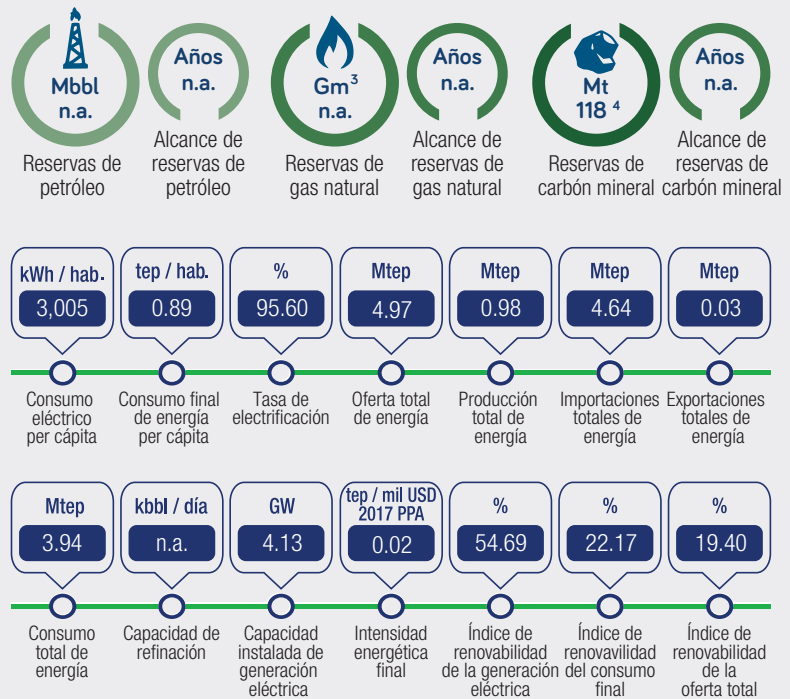 Mbbl
n.a.
Reservas de
petróleo
Años
n.a.
Alcance de
reservas de
petróleo
Gm³
n.a.
Reservas de
gas natural
Años
n.a.
Alcance de
reservas de
gas natural
Mt
118 ⁴
Reservas de
carbón mineral
Años
n.a.
Alcance de
reservas de
carbón mineral
kWh / hab.
3,005
Consumo
eléctrico
per cápita
tep / hab.
0.89
Consumo final
de energía
per cápita
%
95.60
Tasa de
electrificación
Mtep
4.97
Oferta total
de energía
Mtep
0.98
Producción
total de
energía
Mtep
4.64
Importaciones
totales de
energía
Mtep
0.03
Exportaciones
totales de
energía
Mtep
3.94
Consumo
total de
energía
kbbl / día
n.a.
Capacidad de
refinación
GW
4.13
Capacidad
instalada de
generación
eléctrica
tep / mil USD
2017 PPA
0.02
Intensidad
energética
final
%
54.69
Índice de
renovabilidad
de la generación
eléctrica
%
22.17
Índice de
renovavilidad
del consumo
final
%
19.40
Índice de
renovabilidad
de la
oferta total